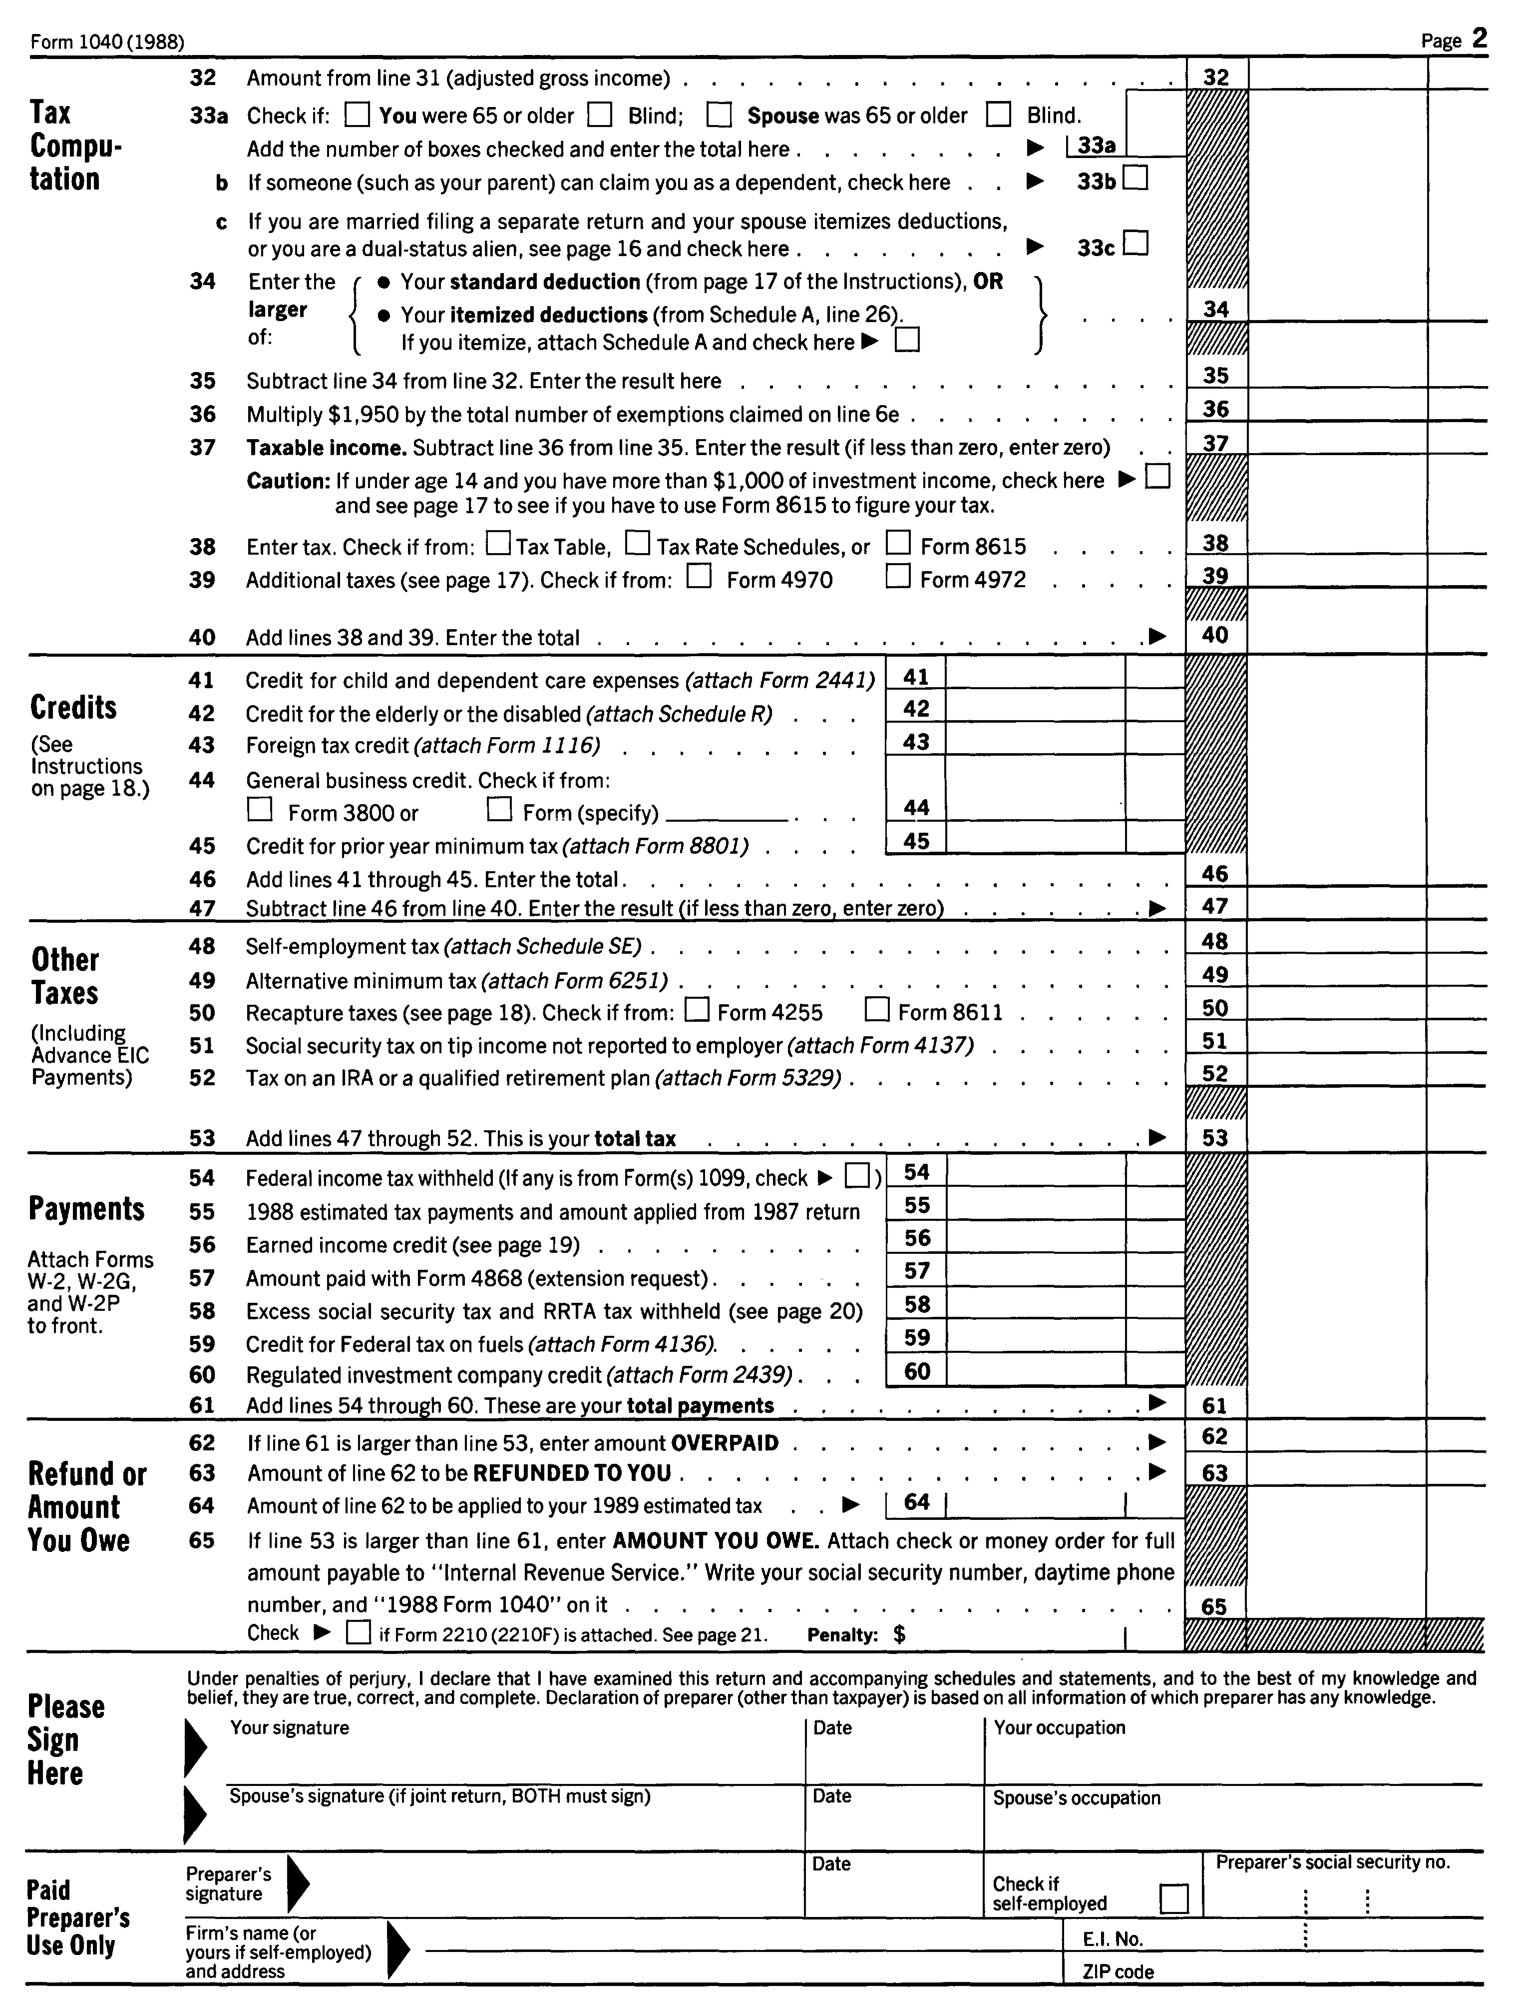 Form 1040 (1988) Page 2
Tax Compu-tation
32 Amount from line 31 (adjusted gross income) . . . . . . . . . . . . . . . . 32
33a Check if: ☐ You were 65 or older ☐ Blind; ☐ Spouse was 65 or older ☐ Blind.
Add the number of boxes checked and enter the total here . . . . . . . . ▶ 33a
b If someone (such as your parent) can claim you as a dependent, check here . . ▶ 33b ☐
c If you are married filing a separate return and your spouse itemizes deductions,
or you are a dual-status alien, see page 16 and check here . . . . . . . . ▶ 33c ☐
34 Enter the larger of: { ● Your standard deduction (from page 17 of the Instructions), OR
● Your itemized deductions (from Schedule A, line 26). } . . . . 34
If you itemize, attach Schedule A and check here ▶ ☐
35 Subtract line 34 from line 32. Enter the result here . . . . . . . . . . . . . . 35
36 Multiply $1,950 by the total number of exemptions claimed on line 6e . . . . . . . . . . 36
37 Taxable income. Subtract line 36 from line 35. Enter the result (if less than zero, enter zero) . . 37
Caution: If under age 14 and you have more than $1,000 of investment income, check here ▶ ☐
and see page 17 to see if you have to use Form 8615 to figure your tax.
38 Enter tax. Check if from: ☐ Tax Table, ☐ Tax Rate Schedules, or ☐ Form 8615 . . . . . 38
39 Additional taxes (see page 17). Check if from: ☐ Form 4970 ☐ Form 4972 . . . . . 39
40 Add lines 38 and 39. Enter the total . . . . . . . . . . . . . . . . . . ▶ 40
Credits
(See
Instructions
on page 18.)
41 Credit for child and dependent care expenses (attach Form 2441) 41
42 Credit for the elderly or the disabled (attach Schedule R) . . . 42
43 Foreign tax credit (attach Form 1116) . . . . . . . . . 43
44 General business credit. Check if from:
☐ Form 3800 or ☐ Form (specify) ________ . . . 44
45 Credit for prior year minimum tax (attach Form 8801) . . . . 45
46 Add lines 41 through 45. Enter the total . . . . . . . . . . . . . . . . . . 46
47 Subtract line 46 from line 40. Enter the result (if less than zero, enter zero) . . . . . . ▶ 47
Other
Taxes
(Including
Advance EIC
Payments)
48 Self-employment tax (attach Schedule SE) . . . . . . . . . . . . . . . . . . 48
49 Alternative minimum tax (attach Form 6251) . . . . . . . . . . . . . . . . . 49
50 Recapture taxes (see page 18). Check if from: ☐ Form 4255 ☐ Form 8611 . . . . . . 50
51 Social security tax on tip income not reported to employer (attach Form 4137) . . . . . . . 51
52 Tax on an IRA or a qualified retirement plan (attach Form 5329) . . . . . . . . . . . . 52
53 Add lines 47 through 52. This is your total tax . . . . . . . . . . . . . . ▶ 53
Payments
Attach Forms
W-2, W-2G,
and W-2P
to front.
54 Federal income tax withheld (If any is from Form(s) 1099, check ▶ ☐ ) 54
55 1988 estimated tax payments and amount applied from 1987 return 55
56 Earned income credit (see page 19) . . . . . . . . . . 56
57 Amount paid with Form 4868 (extension request) . . . . . . 57
58 Excess social security tax and RRTA tax withheld (see page 20) 58
59 Credit for Federal tax on fuels (attach Form 4136). . . . . . 59
60 Regulated investment company credit (attach Form 2439) . . . 60
61 Add lines 54 through 60. These are your total payments . . . . . . . . . . . . ▶ 61
Refund or
Amount
You Owe
62 If line 61 is larger than line 53, enter amount OVERPAID . . . . . . . . . . . . ▶ 62
63 Amount of line 62 to be REFUNDED TO YOU . . . . . . . . . . . . . . . . ▶ 63
64 Amount of line 62 to be applied to your 1989 estimated tax . . ▶ 64
65 If line 53 is larger than line 61, enter AMOUNT YOU OWE. Attach check or money order for full
amount payable to "Internal Revenue Service." Write your social security number, daytime phone
number, and "1988 Form 1040" on it . . . . . . . . . . . . . . . . . . . 65
Check ▶ ☐ if Form 2210 (2210F) is attached. See page 21. Penalty: $
Please
Sign
Here
Under penalties of perjury, I declare that I have examined this return and accompanying schedules and statements, and to the best of my knowledge and
belief, they are true, correct, and complete. Declaration of preparer (other than taxpayer) is based on all information of which preparer has any knowledge.
Your signature Date Your occupation
Spouse's signature (if joint return, BOTH must sign) Date Spouse's occupation
Paid
Preparer's
Use Only
Preparer's signature Date Check if self-employed ☐ Preparer's social security no.
Firm's name (or
yours if self-employed)
and address
E.I. No.
ZIP code